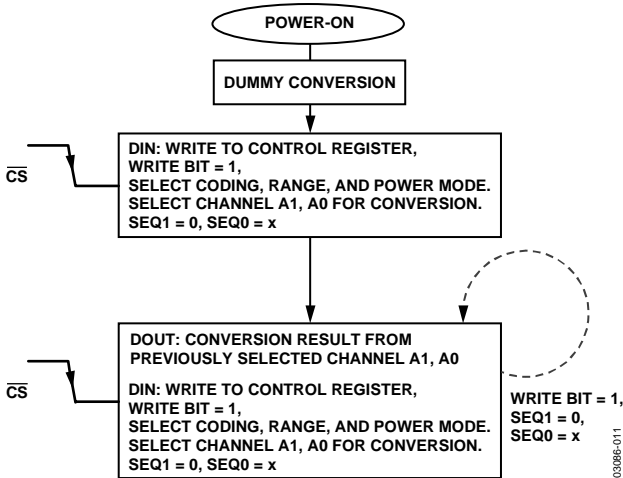 POWER-ON
DUMMY CONVERSION
CS
DIN: WRITE TO CONTROL REGISTER,
WRITE BIT = 1,
SELECT CODING, RANGE, AND POWER MODE.
SELECT CHANNEL A1, A0 FOR CONVERSION.
SEQ1 = 0, SEQ0 = x
DOUT: CONVERSION RESULT FROM
PREVIOUSLY SELECTED CHANNEL A1, A0
CS
DIN: WRITE TO CONTROL REGISTER,
WRITE BIT = 1,
SELECT CODING, RANGE, AND POWER MODE.
SELECT CHANNEL A1, A0 FOR CONVERSION.
SEQ1 = 0, SEQ0 = x
WRITE BIT = 1,
SEQ1 = 0,
SEQ0 = x
03086-011